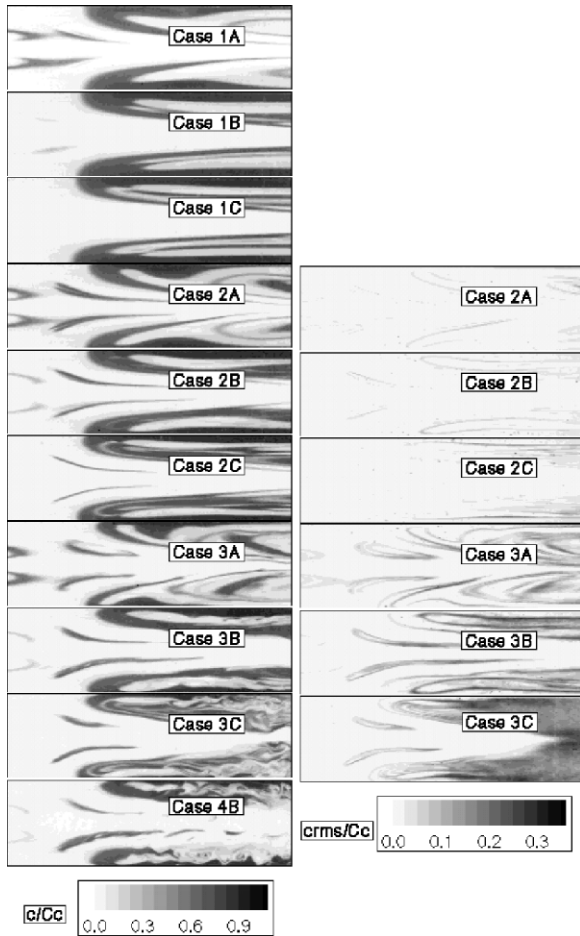 Case 1A
Case 1B
Case 1C
Case 2A
Case 2B
Case 2C
Case 3A
Case 3B
Case 3C
Case 4B
c/Cc
0.0 0.3 0.6 0.9
Case 2A
Case 2B
Case 2C
Case 3A
Case 3B
Case 3C
crms/Cc
0.0 0.1 0.2 0.3